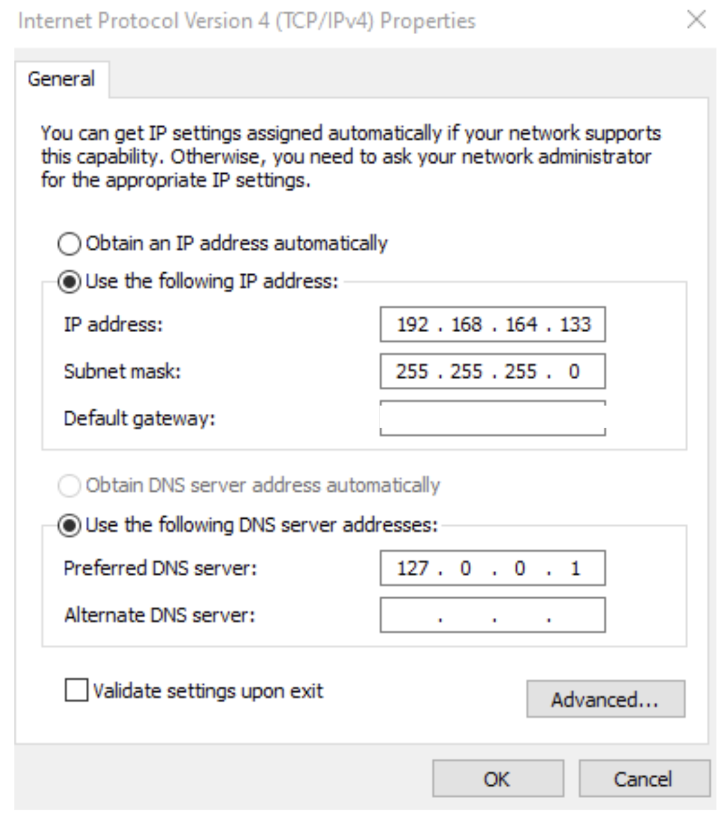 Internet Protocol Version 4 (TCP/IPv4) Properties
General
You can get IP settings assigned automatically if your network supports
this capability. Otherwise, you need to ask your network administrator
for the appropriate IP settings.
Obtain an IP address automatically
Use the following IP address:
IP address: 192 . 168 . 164 . 133
Subnet mask: 255 . 255 . 255 . 0
Default gateway:
Obtain DNS server address automatically
Use the following DNS server addresses:
Preferred DNS server: 127 . 0 . 0 . 1
Alternate DNS server: . . .
Validate settings upon exit
Advanced...
OK Cancel